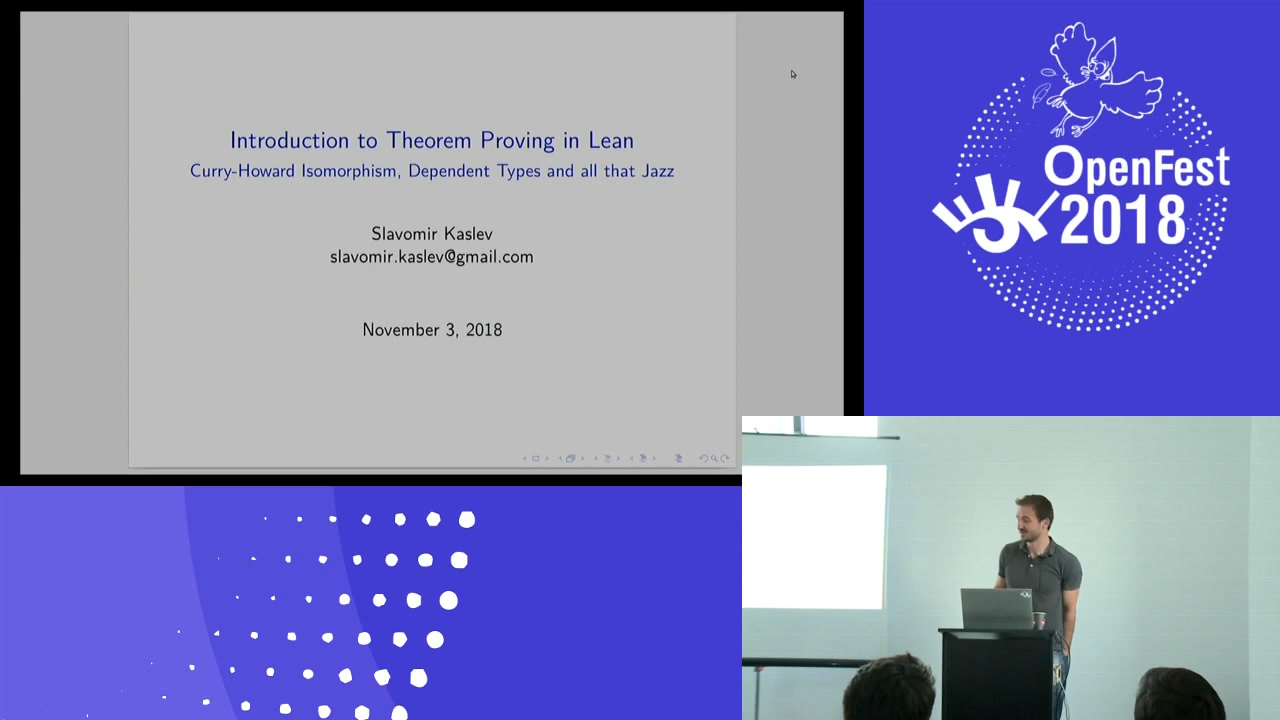 Introduction to Theorem Proving in Lean
Curry-Howard Isomorphism, Dependent Types and all that Jazz
Slavomir Kaslev
slavomir.kaslev@gmail.com
November 3, 2018
OpenFest
2018